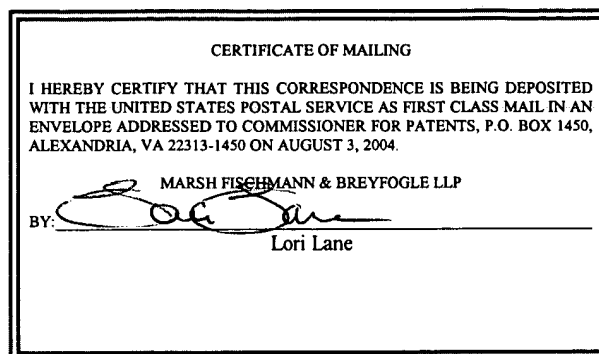 CERTIFICATE OF MAILING
I HEREBY CERTIFY THAT THIS CORRESPONDENCE IS BEING DEPOSITED
WITH THE UNITED STATES POSTAL SERVICE AS FIRST CLASS MAIL IN AN
ENVELOPE ADDRESSED TO COMMISSIONER FOR PATENTS, P.O. BOX 1450,
ALEXANDRIA, VA 22313-1450 ON AUGUST 3, 2004.
MARSH FISCHMANN & BREYFOGLE LLP
BY: Lori Lane
Lori Lane